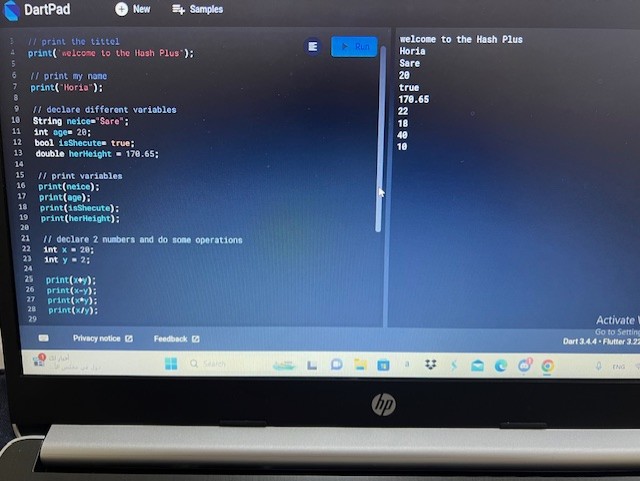 DartPad
New
Samples
3 // print the tittel
4 print("welcome to the Hash Plus");
5
6 // print my name
7 print("Horia");
8
9 // declare different variables
10 String neice="Sare";
11 int age= 20;
12 bool isShecute= true;
13 double herHeight = 170.65;
14
15 // print variables
16 print(neice);
17 print(age);
18 print(isShecute);
19 print(herHeight);
20
21 // declare 2 numbers and do some operations
22 int x = 20;
23 int y = 2;
24
25 print(x+y);
26 print(x-y);
27 print(x*y);
28 print(x/y);
29
Run
welcome to the Hash Plus
Horia
Sare
20
true
170.65
22
18
40
10
Activate
Go to Setting
Privacy notice
Feedback
Dart 3.4.4 • Flutter 3.22
Search
ENG
hp